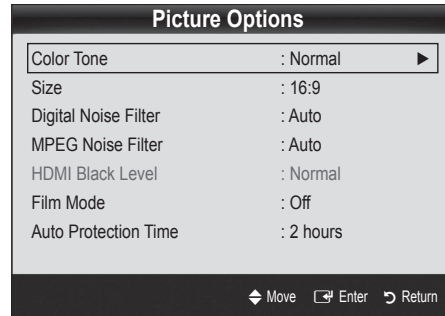 Picture Options
Color Tone : Normal ►
Size : 16:9
Digital Noise Filter : Auto
MPEG Noise Filter : Auto
HDMI Black Level : Normal
Film Mode : Off
Auto Protection Time : 2 hours
Move Enter Return